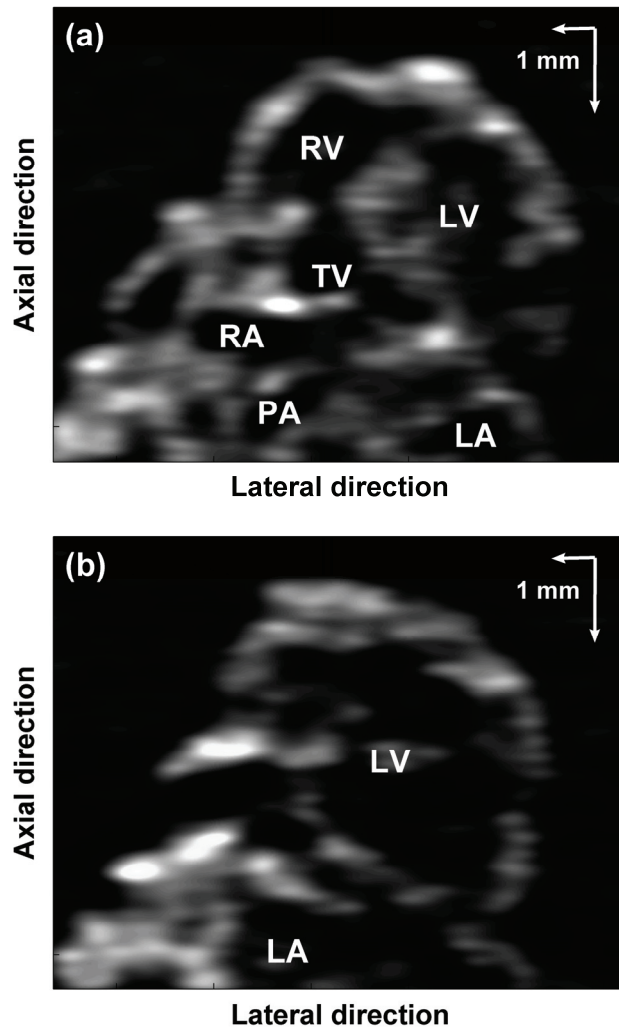 (a)
1 mm
RV
LV
TV
RA
PA
LA
Axial direction
Lateral direction
(b)
1 mm
LV
LA
Axial direction
Lateral direction